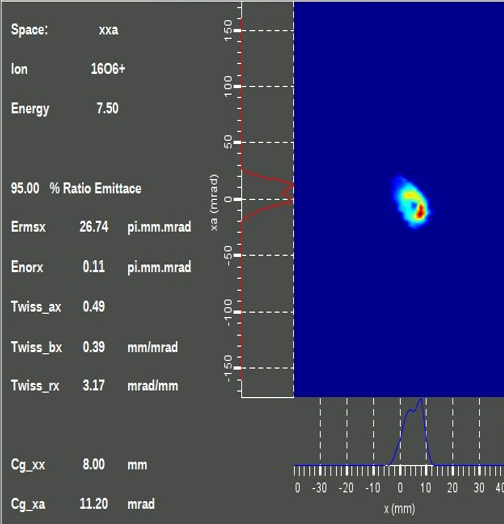 Space: xxa
Ion 16O6+
Energy 7.50
95.00 % Ratio Emittace
Ermsx 26.74 pi.mm.mrad
Enorx 0.11 pi.mm.mrad
Twiss_ax 0.49
Twiss_bx 0.39 mm/mrad
Twiss_rx 3.17 mrad/mm
Cg_xx 8.00 mm
Cg_xa 11.20 mrad
xa (mrad)
150
100
50
0
-50
-100
-150
0 -30 -20 -10 0 10 20 30 40
x (mm)